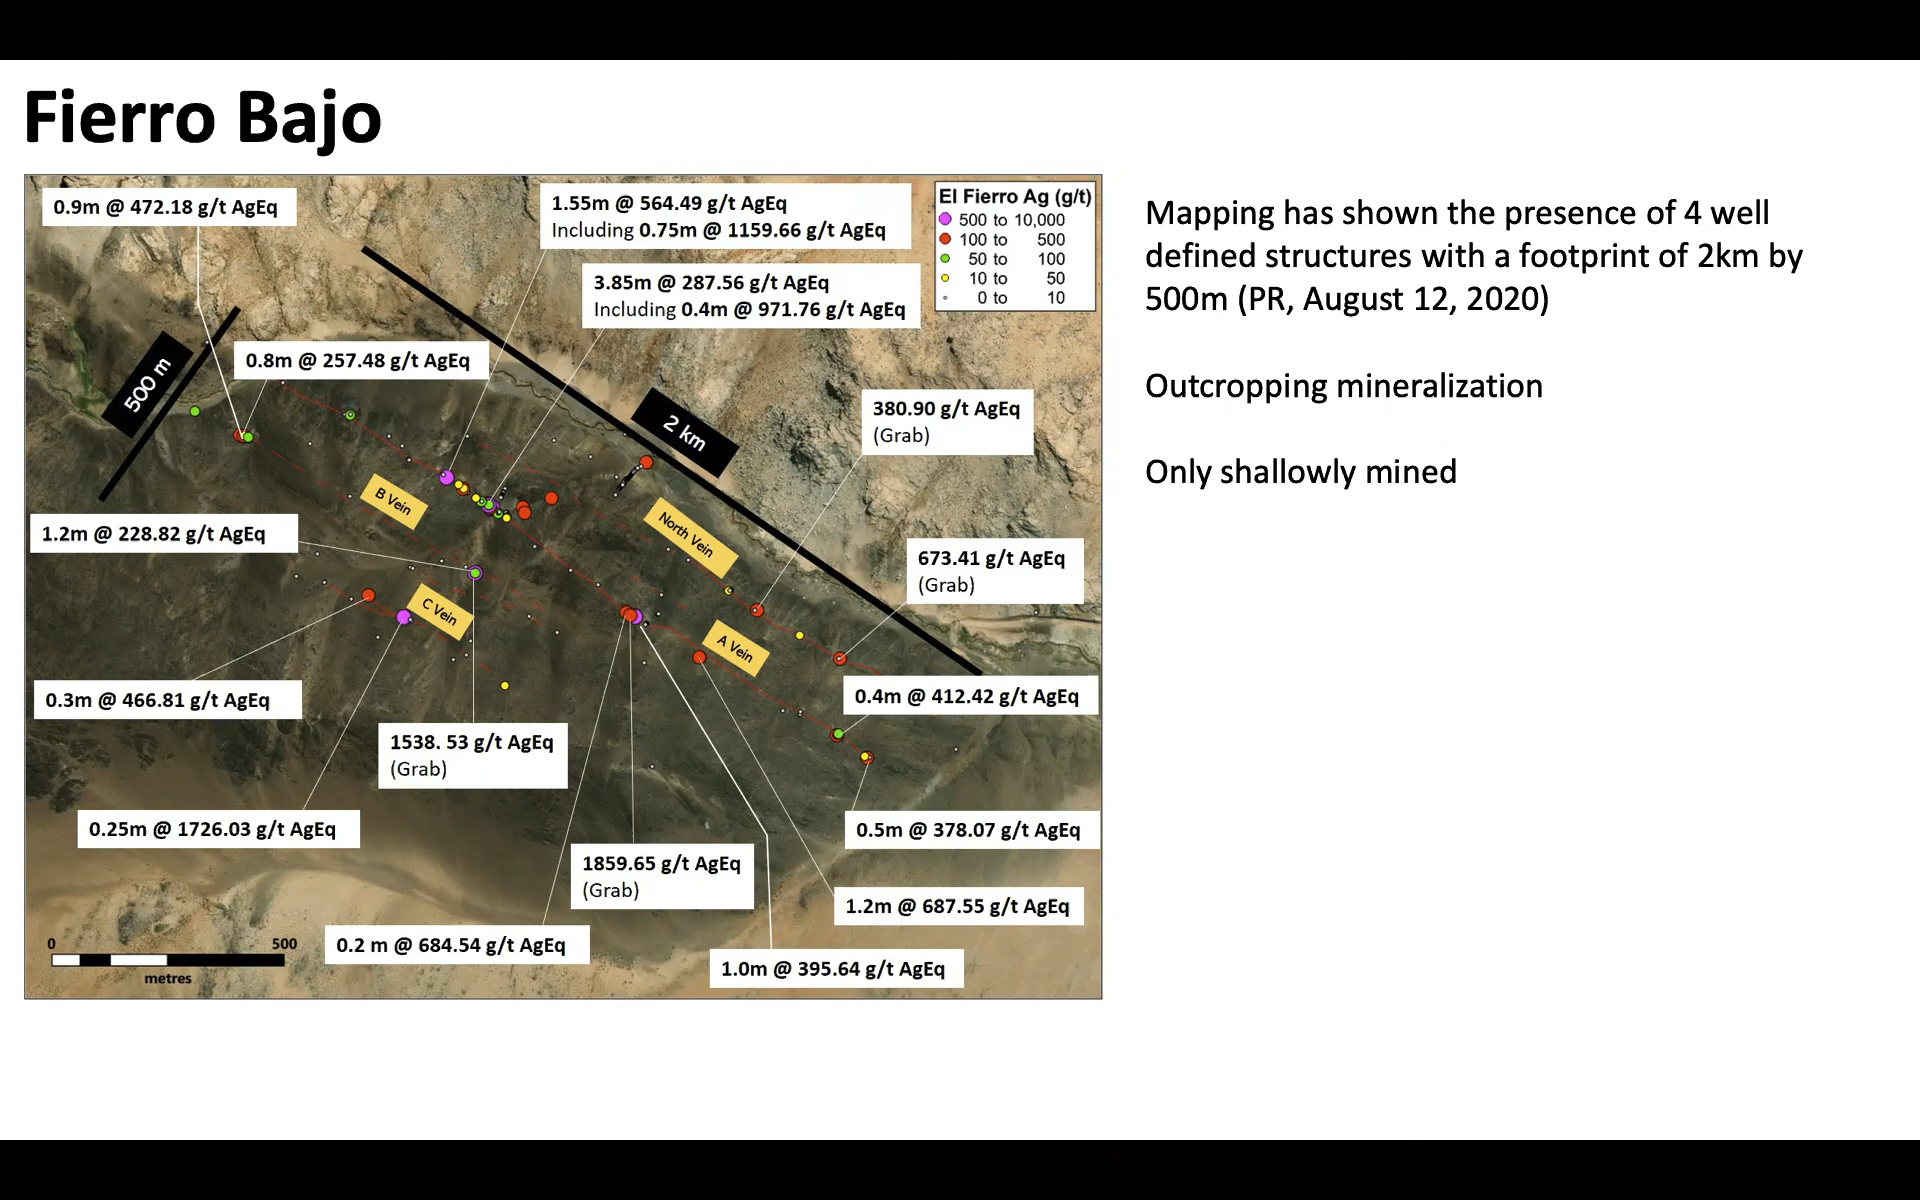 Fierro Bajo
0.9m @ 472.18 g/t AgEq
1.55m @ 564.49 g/t AgEq
Including 0.75m @ 1159.66 g/t AgEq
El Fierro Ag (g/t)
500 to 10,000
100 to 500
50 to 100
10 to 50
0 to 10
3.85m @ 287.56 g/t AgEq
Including 0.4m @ 971.76 g/t AgEq
500 m
0.8m @ 257.48 g/t AgEq
2 km
380.90 g/t AgEq
(Grab)
B Vein
North Vein
1.2m @ 228.82 g/t AgEq
673.41 g/t AgEq
(Grab)
C Vein
A Vein
0.3m @ 466.81 g/t AgEq
0.4m @ 412.42 g/t AgEq
1538. 53 g/t AgEq
(Grab)
0.25m @ 1726.03 g/t AgEq
0.5m @ 378.07 g/t AgEq
1859.65 g/t AgEq
(Grab)
1.2m @ 687.55 g/t AgEq
0.2 m @ 684.54 g/t AgEq
1.0m @ 395.64 g/t AgEq
0 500
metres
Mapping has shown the presence of 4 well
defined structures with a footprint of 2km by
500m (PR, August 12, 2020)
Outcropping mineralization
Only shallowly mined